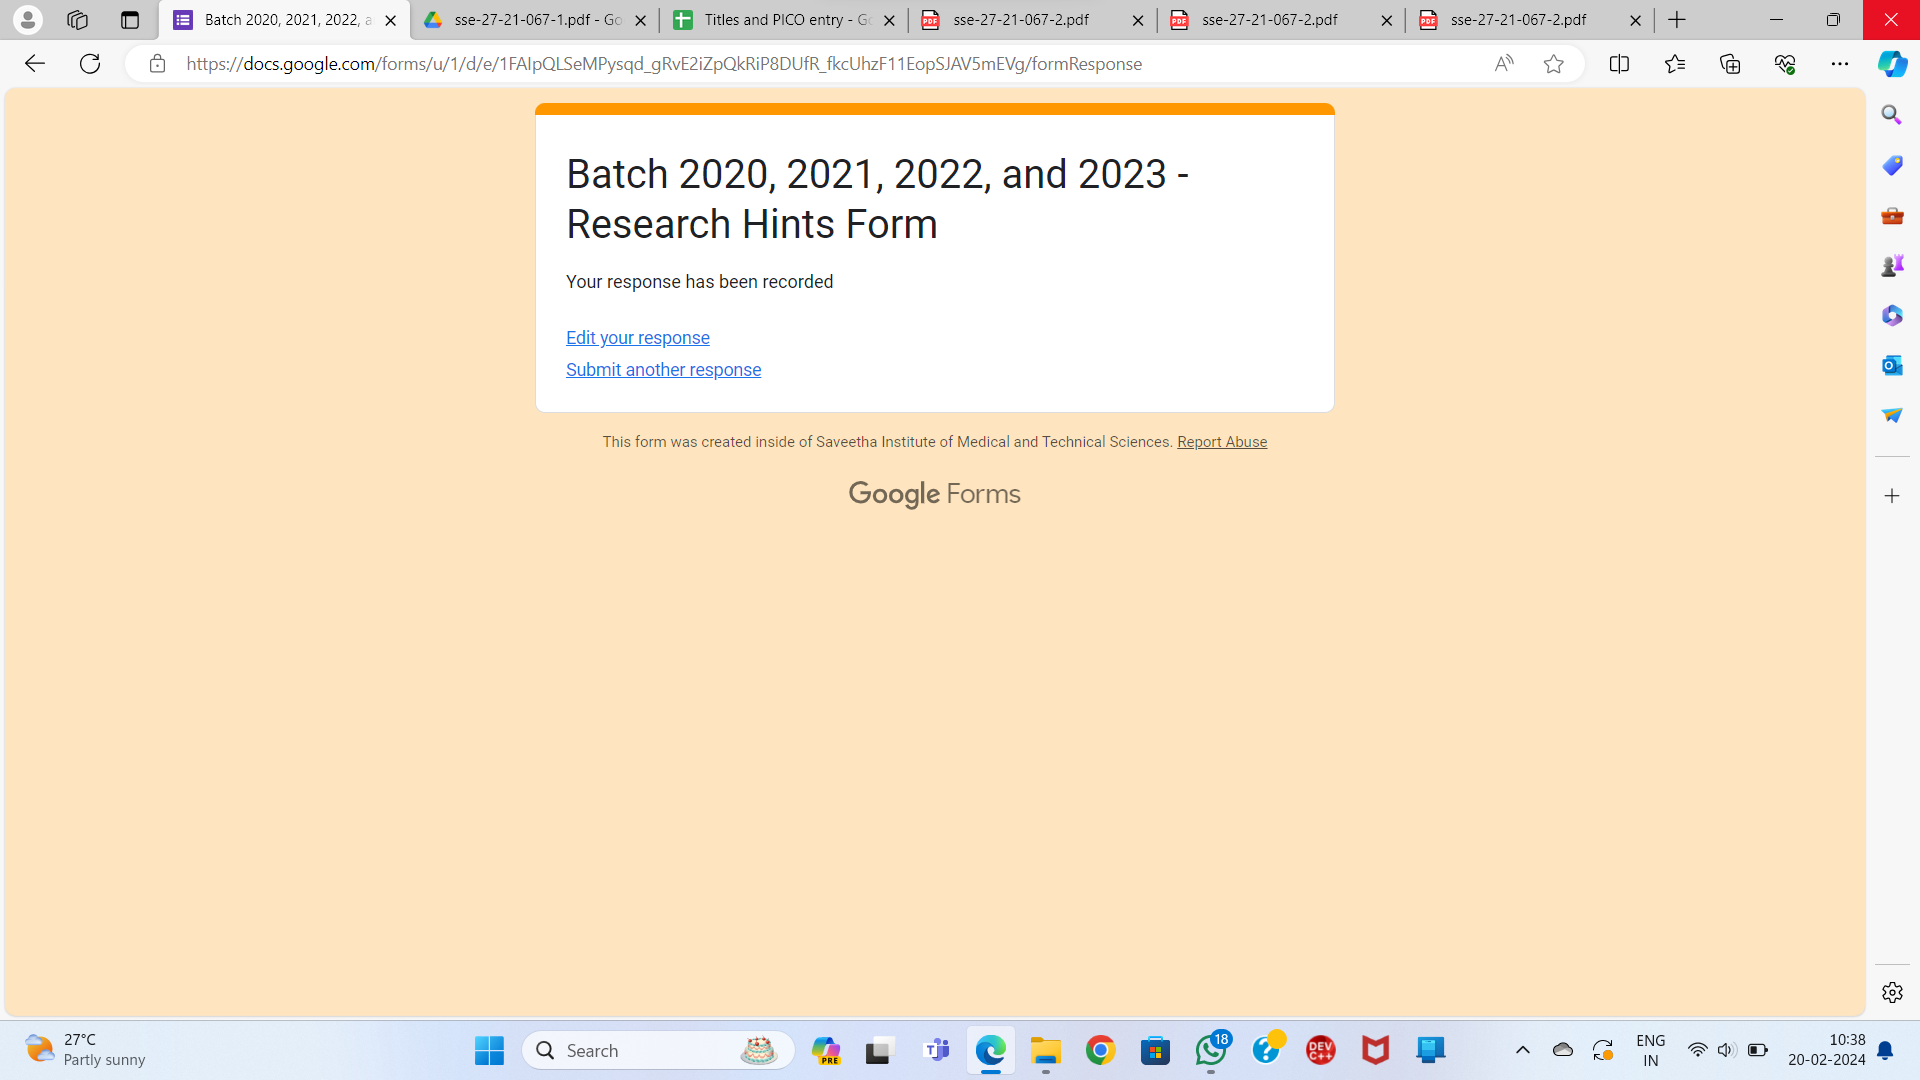 Batch 2020, 2021, 2022, a
sse-27-21-067-1.pdf - Go
Titles and PICO entry - Go
sse-27-21-067-2.pdf
sse-27-21-067-2.pdf
sse-27-21-067-2.pdf
https://docs.google.com/forms/u/1/d/e/1FAIpQLSeMPysqd_gRvE2iZpQkRiP8DUfR_fkcUhzF11EopSJAV5mEVg/formResponse
Batch 2020, 2021, 2022, and 2023 -
Research Hints Form
Your response has been recorded
Edit your response
Submit another response
This form was created inside of Saveetha Institute of Medical and Technical Sciences. Report Abuse
Google Forms
27°C
Partly sunny
Search
PRE
18
DEV
C++
ENG
IN
10:38
20-02-2024